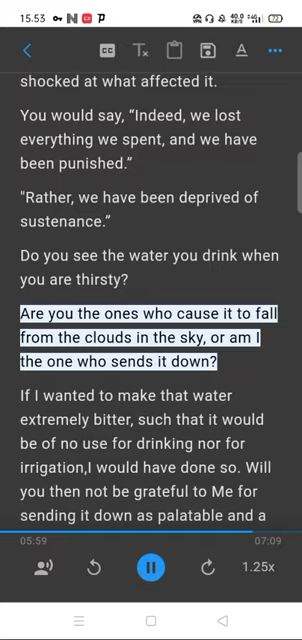 15.53
40.0
KB/S
72
CC
shocked at what affected it.
You would say, “Indeed, we lost
everything we spent, and we have
been punished.”
"Rather, we have been deprived of
sustenance.”
Do you see the water you drink when
you are thirsty?
Are you the ones who cause it to fall
from the clouds in the sky, or am I
the one who sends it down?
If I wanted to make that water
extremely bitter, such that it would
be of no use for drinking nor for
irrigation,I would have done so. Will
you then not be grateful to Me for
sending it down as palatable and a
05:59
07:09
1.25x